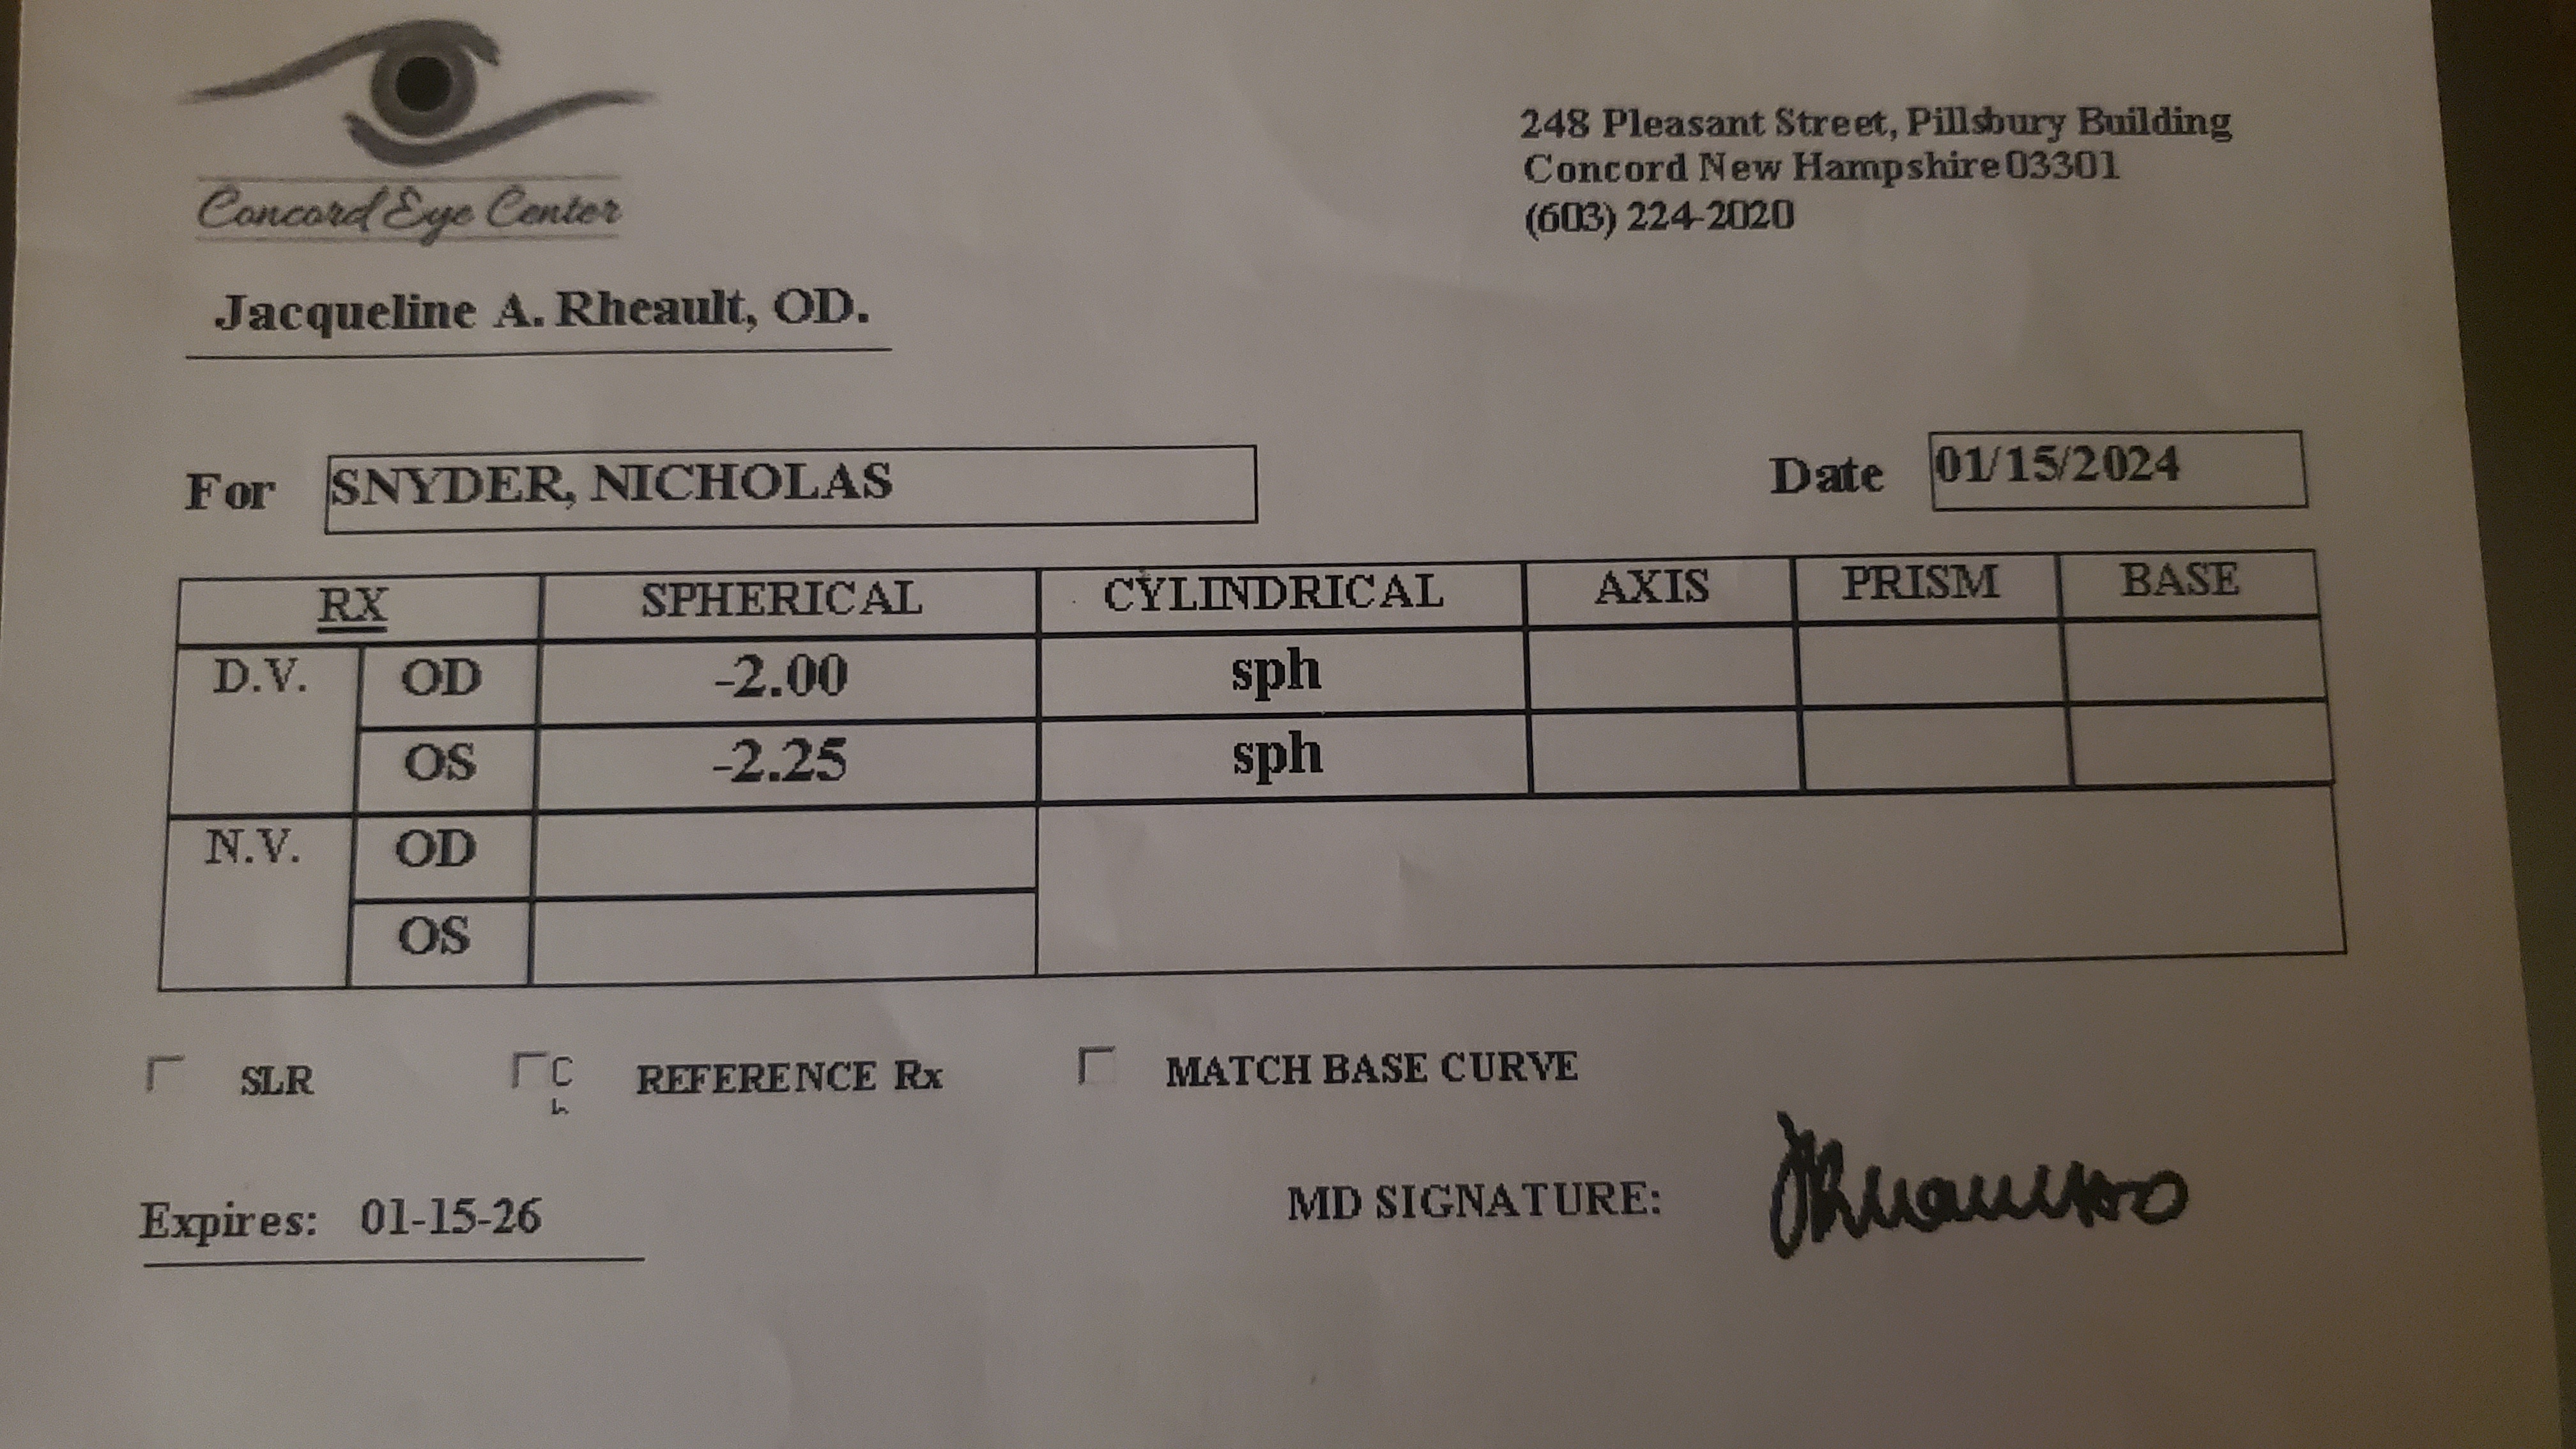 Concord Eye Center
248 Pleasant Street, Pillsbury Building
Concord New Hampshire 03301
(603) 224-2020
Jacqueline A. Rheault, OD.
For SNYDER, NICHOLAS Date 01/15/2024
RX SPHERICAL CYLINDRICAL AXIS PRISM BASE
D.V. OD -2.00 sph
OS -2.25 sph
N.V. OD
OS
SLR REFERENCE Rx MATCH BASE CURVE
Expires: 01-15-26 MD SIGNATURE: